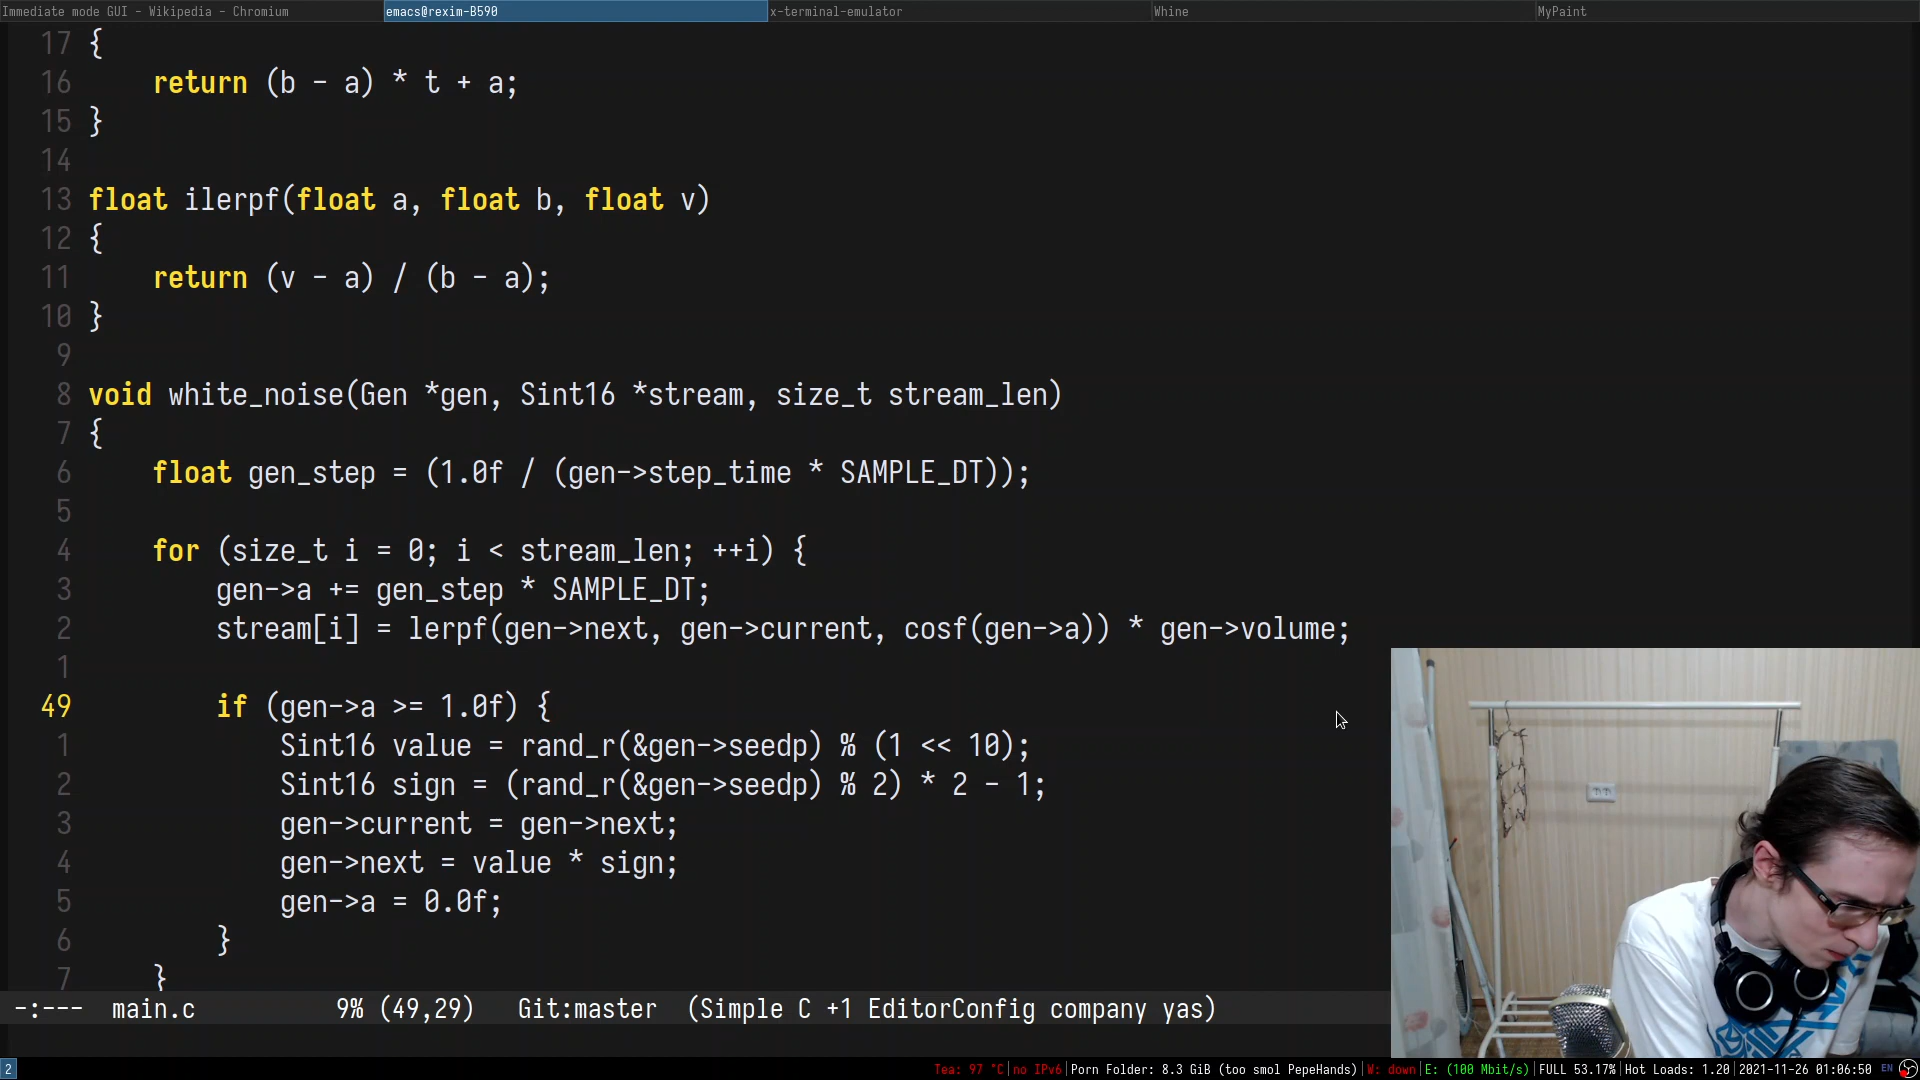 Immediate mode GUI - Wikipedia - Chromium emacs@rexim-B590 x-terminal-emulator Whine MyPaint
17 {
16 return (b - a) * t + a;
15 }
14
13 float ilerpf(float a, float b, float v)
12 {
11 return (v - a) / (b - a);
10 }
9
8 void white_noise(Gen *gen, Sint16 *stream, size_t stream_len)
7 {
6 float gen_step = (1.0f / (gen->step_time * SAMPLE_DT));
5
4 for (size_t i = 0; i < stream_len; ++i) {
3 gen->a += gen_step * SAMPLE_DT;
2 stream[i] = lerpf(gen->next, gen->current, cosf(gen->a)) * gen->volume;
1
49 if (gen->a >= 1.0f) {
1 Sint16 value = rand_r(&gen->seedp) % (1 << 10);
2 Sint16 sign = (rand_r(&gen->seedp) % 2) * 2 - 1;
3 gen->current = gen->next;
4 gen->next = value * sign;
5 gen->a = 0.0f;
6 }
7 }
-:--- main.c 9% (49,29) Git:master (Simple C +1 EditorConfig company yas)
2 Tea: 97 °C|no IPv6|Porn Folder: 8.3 GiB (too smol PepeHands)|W: down|E: (100 Mbit/s)|FULL 53.17%|Hot Loads: 1.20|2021-11-26 01:06:50 EN